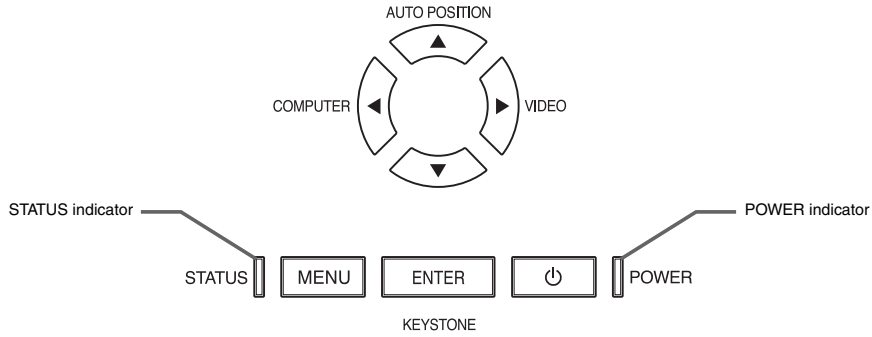 AUTO POSITION
COMPUTER
VIDEO
STATUS indicator
POWER indicator
STATUS
MENU
ENTER
POWER
KEYSTONE